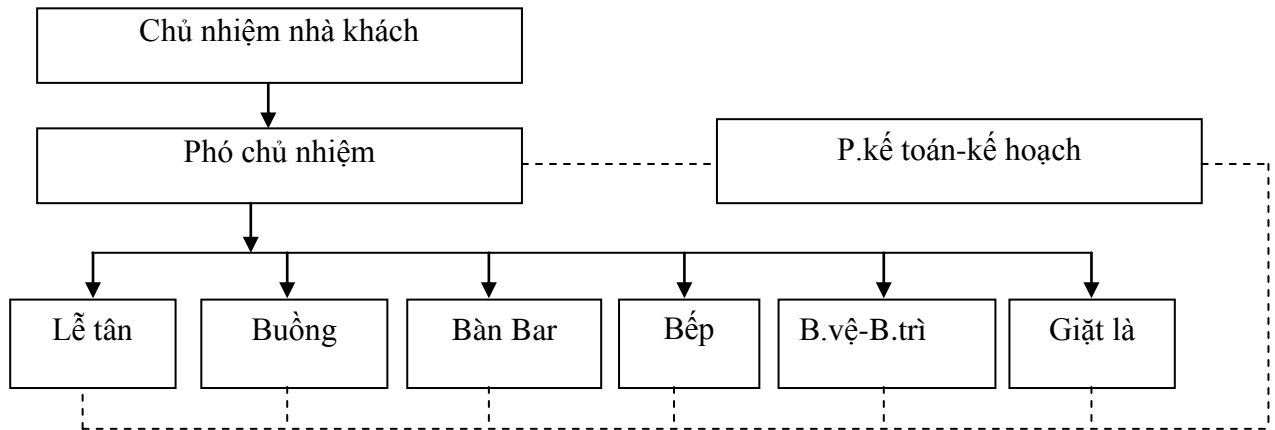 Chủ nhiệm nhà khách
Phó chủ nhiệm
P.kế toán-kế hoạch
Lễ tân
Buồng
Bàn Bar
Bếp
B.vệ-B.trì
Giặt là